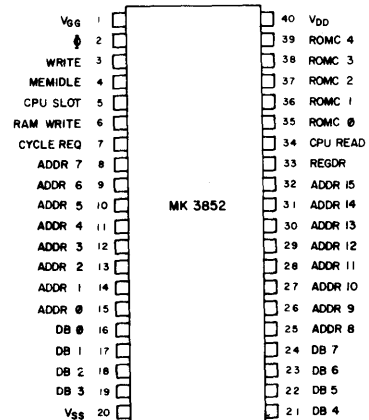 VGG 1
Φ 2
WRITE 3
MEMIDLE 4
CPU SLOT 5
RAM WRITE 6
CYCLE REQ 7
ADDR 7 8
ADDR 6 9
ADDR 5 10
ADDR 4 11
ADDR 3 12
ADDR 2 13
ADDR 1 14
ADDR 0 15
DB 0 16
DB 1 17
DB 2 18
DB 3 19
VSS 20
MK 3852
40 VDD
39 ROMC 4
38 ROMC 3
37 ROMC 2
36 ROMC 1
35 ROMC 0
34 CPU READ
33 REGDR
32 ADDR 15
31 ADDR 14
30 ADDR 13
29 ADDR 12
28 ADDR 11
27 ADDR 10
26 ADDR 9
25 ADDR 8
24 DB 7
23 DB 6
22 DB 5
21 DB 4